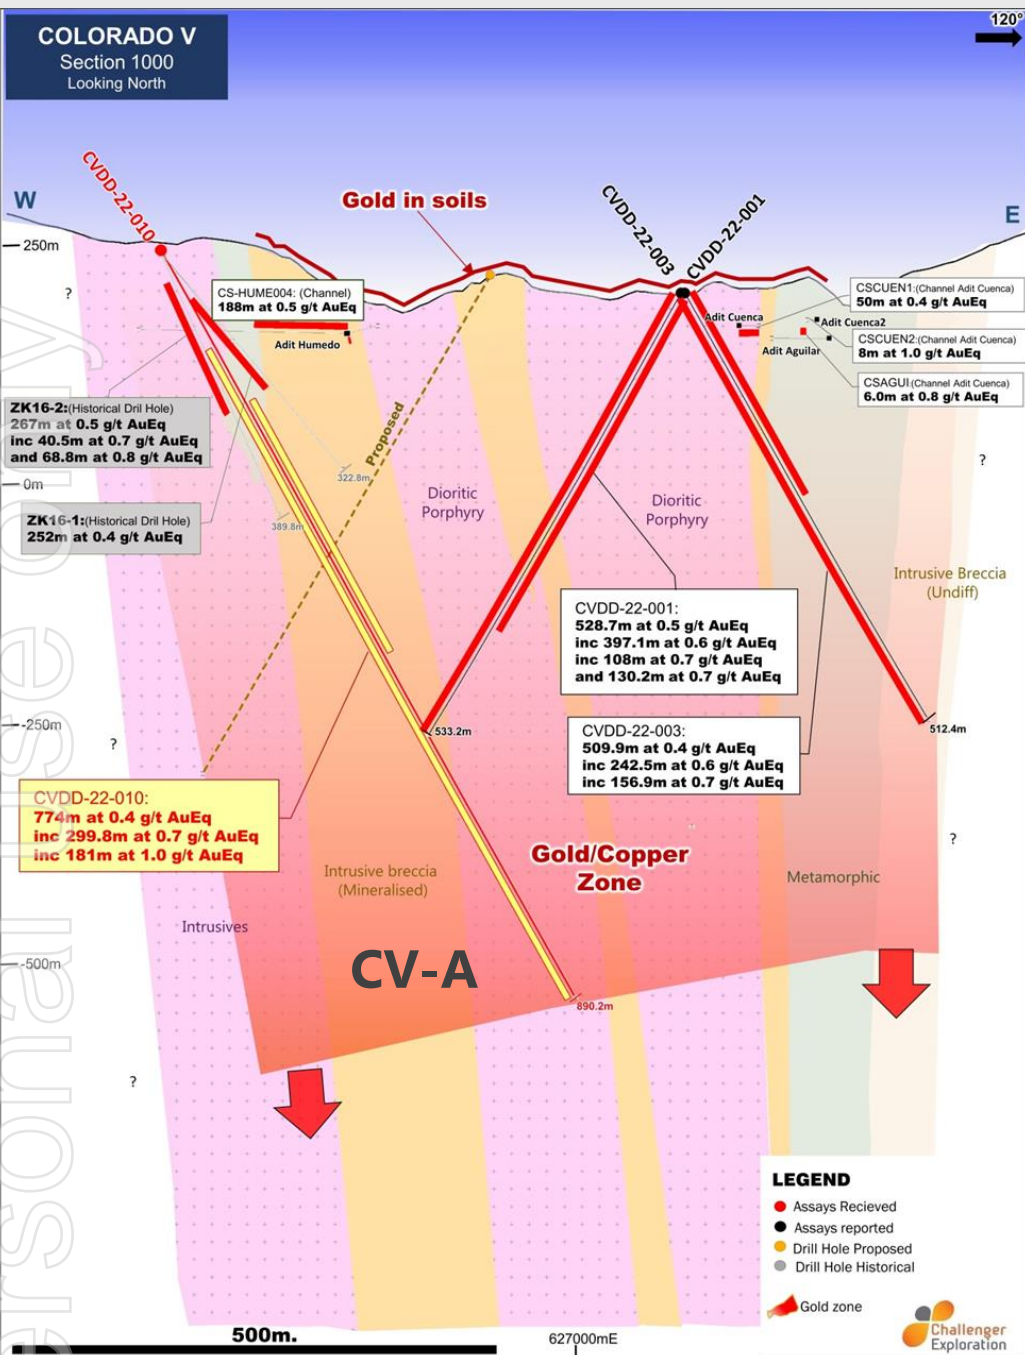 COLORADO V
Section 1000
Looking North
120°
W
E
CVDD-22-010
Gold in soils
CVDD-22-003
CVDD-22-001
250m
0m
-250m
-500m
?
?
?
?
?
CS-HUME004: (Channel)
188m at 0.5 g/t AuEq
Adit Humedo
CSCUEN1:(Channel Adit Cuenca)
50m at 0.4 g/t AuEq
Adit Cuenca
Adit Cuenca2
CSCUEN2:(Channel Adit Cuenca)
8m at 1.0 g/t AuEq
Adit Aguilar
CSAGUI:(Channel Adit Cuenca)
6.0m at 0.8 g/t AuEq
ZK16-2:(Historical Dril Hole)
267m at 0.5 g/t AuEq
inc 40.5m at 0.7 g/t AuEq
and 68.8m at 0.8 g/t AuEq
ZK16-1:(Historical Dril Hole)
252m at 0.4 g/t AuEq
Proposed
322.8m
389.8m
Dioritic
Porphyry
Dioritic
Porphyry
Intrusive Breccia
(Undiff)
CVDD-22-001:
528.7m at 0.5 g/t AuEq
inc 397.1m at 0.6 g/t AuEq
inc 108m at 0.7 g/t AuEq
and 130.2m at 0.7 g/t AuEq
CVDD-22-003:
509.9m at 0.4 g/t AuEq
inc 242.5m at 0.6 g/t AuEq
inc 156.9m at 0.7 g/t AuEq
533.2m
512.4m
CVDD-22-010:
774m at 0.4 g/t AuEq
inc 299.8m at 0.7 g/t AuEq
inc 181m at 1.0 g/t AuEq
Gold/Copper
Zone
Intrusive breccia
(Mineralised)
Metamorphic
Intrusives
CV-A
890.2m
LEGEND
Assays Recieved
Assays reported
Drill Hole Proposed
Drill Hole Historical
Gold zone
Challenger
Exploration
500m.
627000mE
ersonal use only